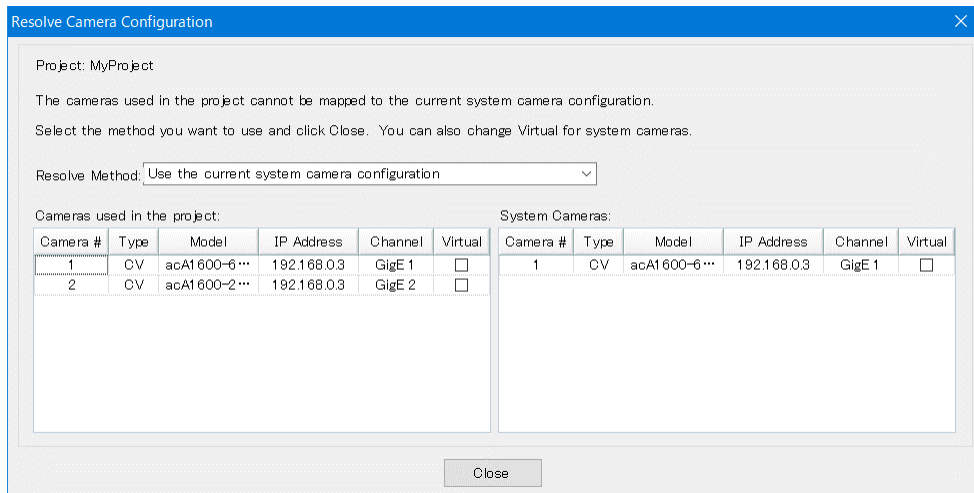 Resolve Camera Configuration
Project: MyProject
The cameras used in the project cannot be mapped to the current system camera configuration.
Select the method you want to use and click Close. You can also change Virtual for system cameras.
Resolve Method: Use the current system camera configuration
Cameras used in the project:
Camera # Type Model IP Address Channel Virtual
1 CV acA1600-6… 192.168.0.3 GigE 1
2 CV acA1600-2… 192.168.0.3 GigE 2
System Cameras:
Camera # Type Model IP Address Channel Virtual
1 CV acA1600-6… 192.168.0.3 GigE 1
Close